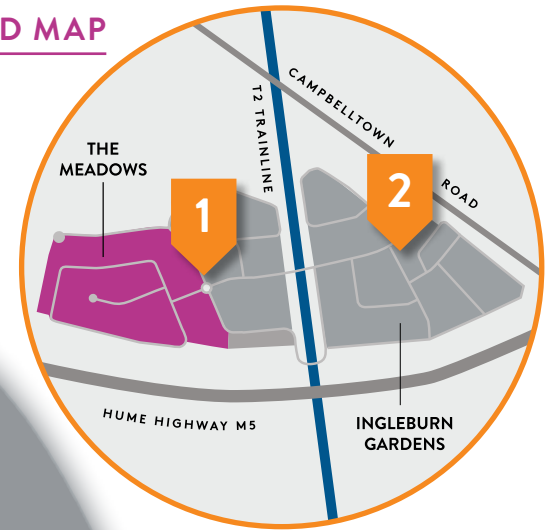 D MAP
CAMPBELLTOWN ROAD
T2 TRAINLINE
THE
MEADOWS
1
2
HUME HIGHWAY M5
INGLEBURN
GARDENS